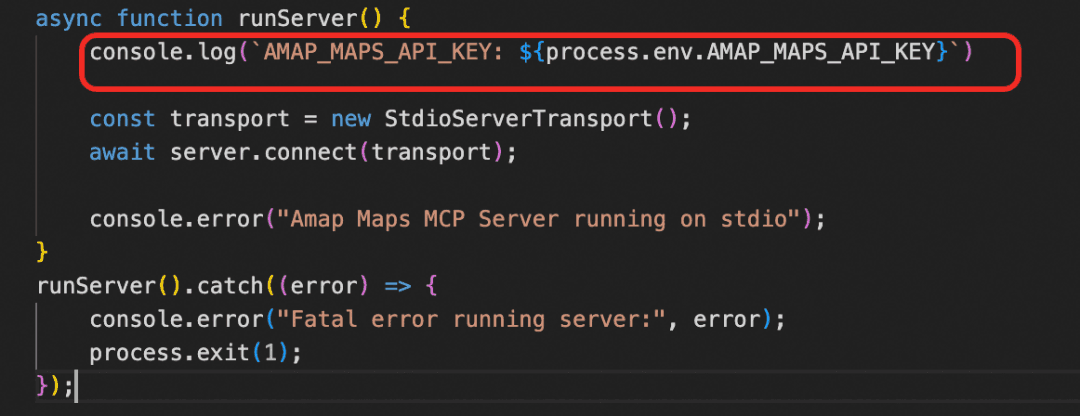 async function runServer() {
console.log(`AMAP_MAPS_API_KEY: ${process.env.AMAP_MAPS_API_KEY}`)
const transport = new StdioServerTransport();
await server.connect(transport);
console.error("Amap Maps MCP Server running on stdio");
}
runServer().catch((error) => {
console.error("Fatal error running server:", error);
process.exit(1);
});